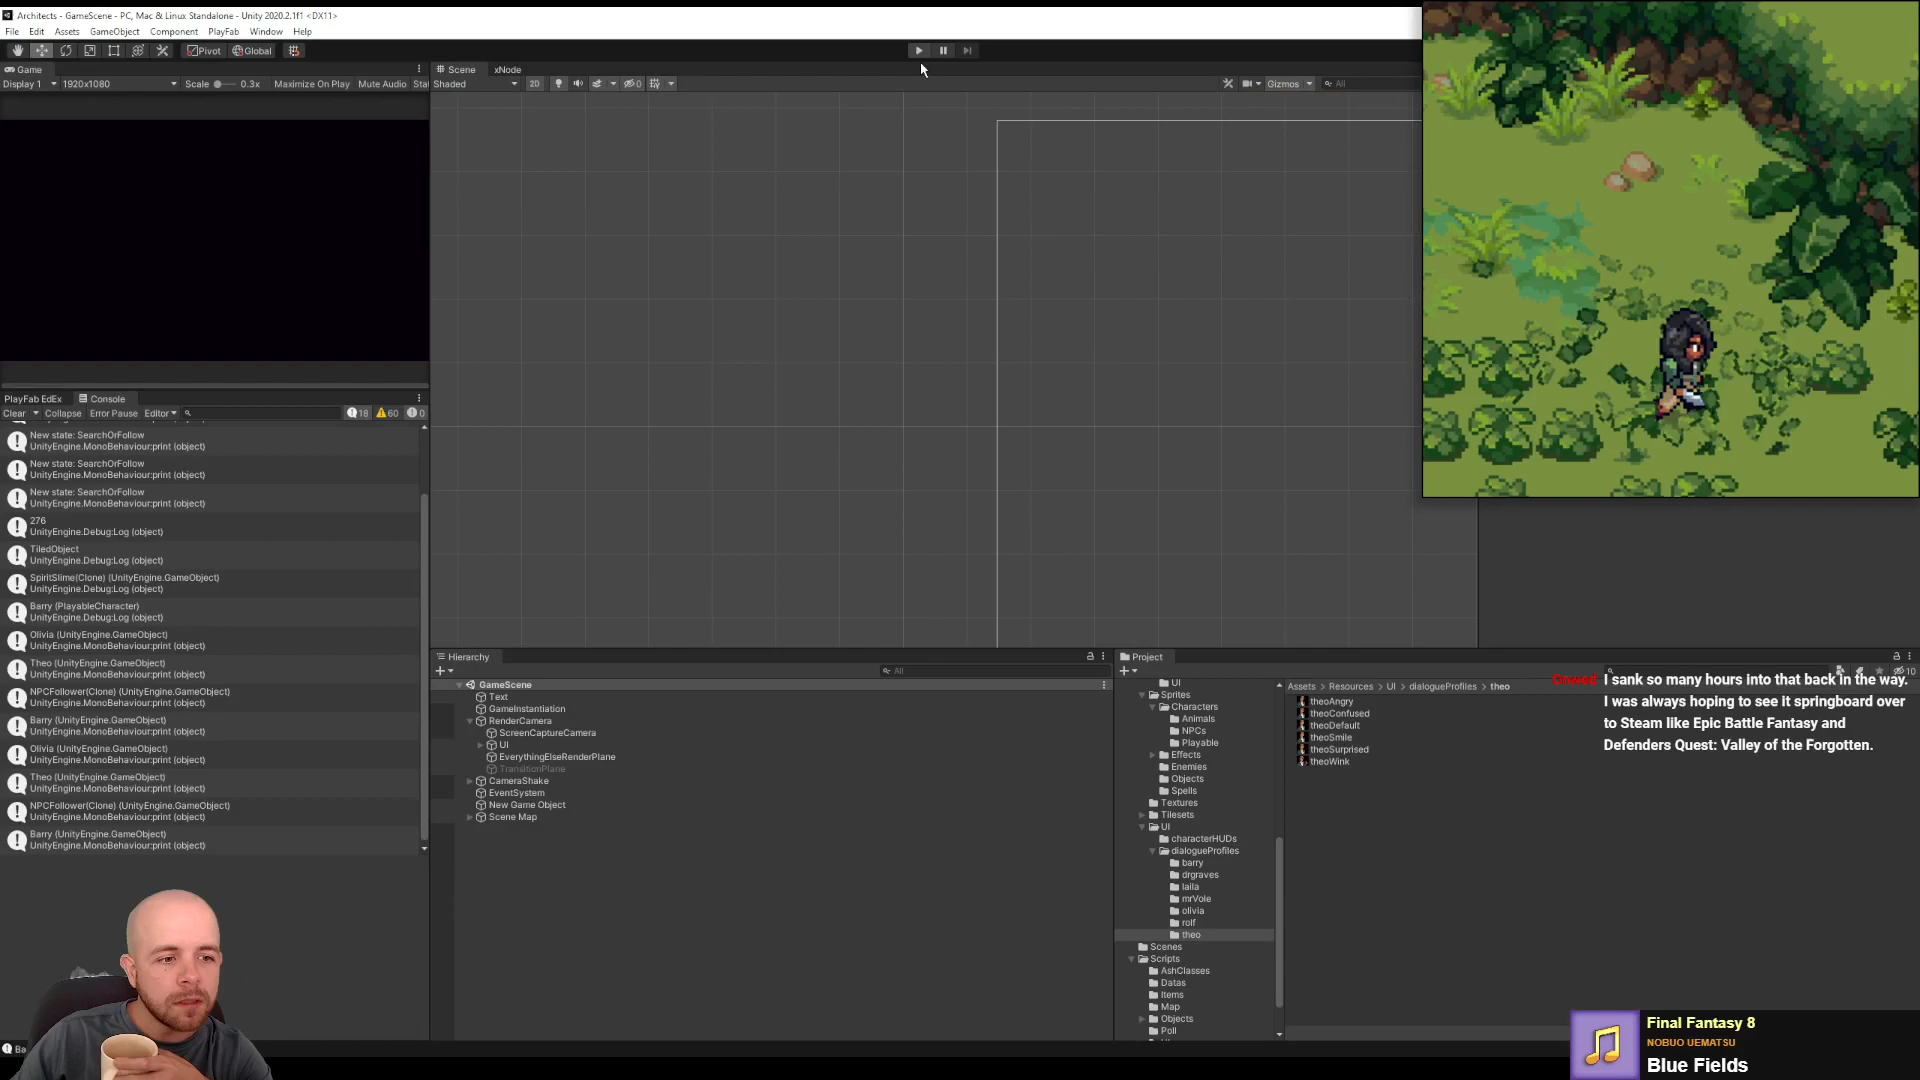 Architects - GameScene - PC, Mac & Linux Standalone - Unity 2020.2.1f1 <DX11>
File Edit Assets GameObject Component PlayFab Window Help
Pivot Global
Game
Display 1 1920x1080 Scale 0.3x Maximize On Play Mute Audio Stat
Scene xNode
Shaded 2D 0 Gizmos All
PlayFab EdEx Console
Clear Collapse Error Pause Editor 18 60 0
New state: SearchOrFollow
UnityEngine.MonoBehaviour:print (object)
New state: SearchOrFollow
UnityEngine.MonoBehaviour:print (object)
New state: SearchOrFollow
UnityEngine.MonoBehaviour:print (object)
276
UnityEngine.Debug:Log (object)
TiledObject
UnityEngine.Debug:Log (object)
SpiritSlime(Clone) (UnityEngine.GameObject)
UnityEngine.Debug:Log (object)
Barry (PlayableCharacter)
UnityEngine.Debug:Log (object)
Olivia (UnityEngine.GameObject)
UnityEngine.MonoBehaviour:print (object)
Theo (UnityEngine.GameObject)
UnityEngine.MonoBehaviour:print (object)
NPCFollower(Clone) (UnityEngine.GameObject)
UnityEngine.MonoBehaviour:print (object)
Barry (UnityEngine.GameObject)
UnityEngine.MonoBehaviour:print (object)
Olivia (UnityEngine.GameObject)
UnityEngine.MonoBehaviour:print (object)
Theo (UnityEngine.GameObject)
UnityEngine.MonoBehaviour:print (object)
NPCFollower(Clone) (UnityEngine.GameObject)
UnityEngine.MonoBehaviour:print (object)
Barry (UnityEngine.GameObject)
UnityEngine.MonoBehaviour:print (object)
Ba
Hierarchy
All
GameScene
Text
GameInstantiation
RenderCamera
ScreenCaptureCamera
UI
EverythingElseRenderPlane
TransitionPlane
CameraShake
EventSystem
New Game Object
Scene Map
Project
10
UI
Sprites
Characters
Animals
NPCs
Playable
Effects
Enemies
Objects
Spells
Textures
Tilesets
UI
characterHUDs
dialogueProfiles
barry
drgraves
laila
mrVole
olivia
rolf
theo
Scenes
Scripts
AshClasses
Datas
Items
Map
Objects
Poll
Assets > Resources > UI > dialogueProfiles > theo
theoAngry
theoConfused
theoDefault
theoSmile
theoSurprised
theoWink
I sank so many hours into that back in the way.
I was always hoping to see it springboard over
to Steam like Epic Battle Fantasy and
Defenders Quest: Valley of the Forgotten.
Final Fantasy 8
NOBUO UEMATSU
Blue Fields